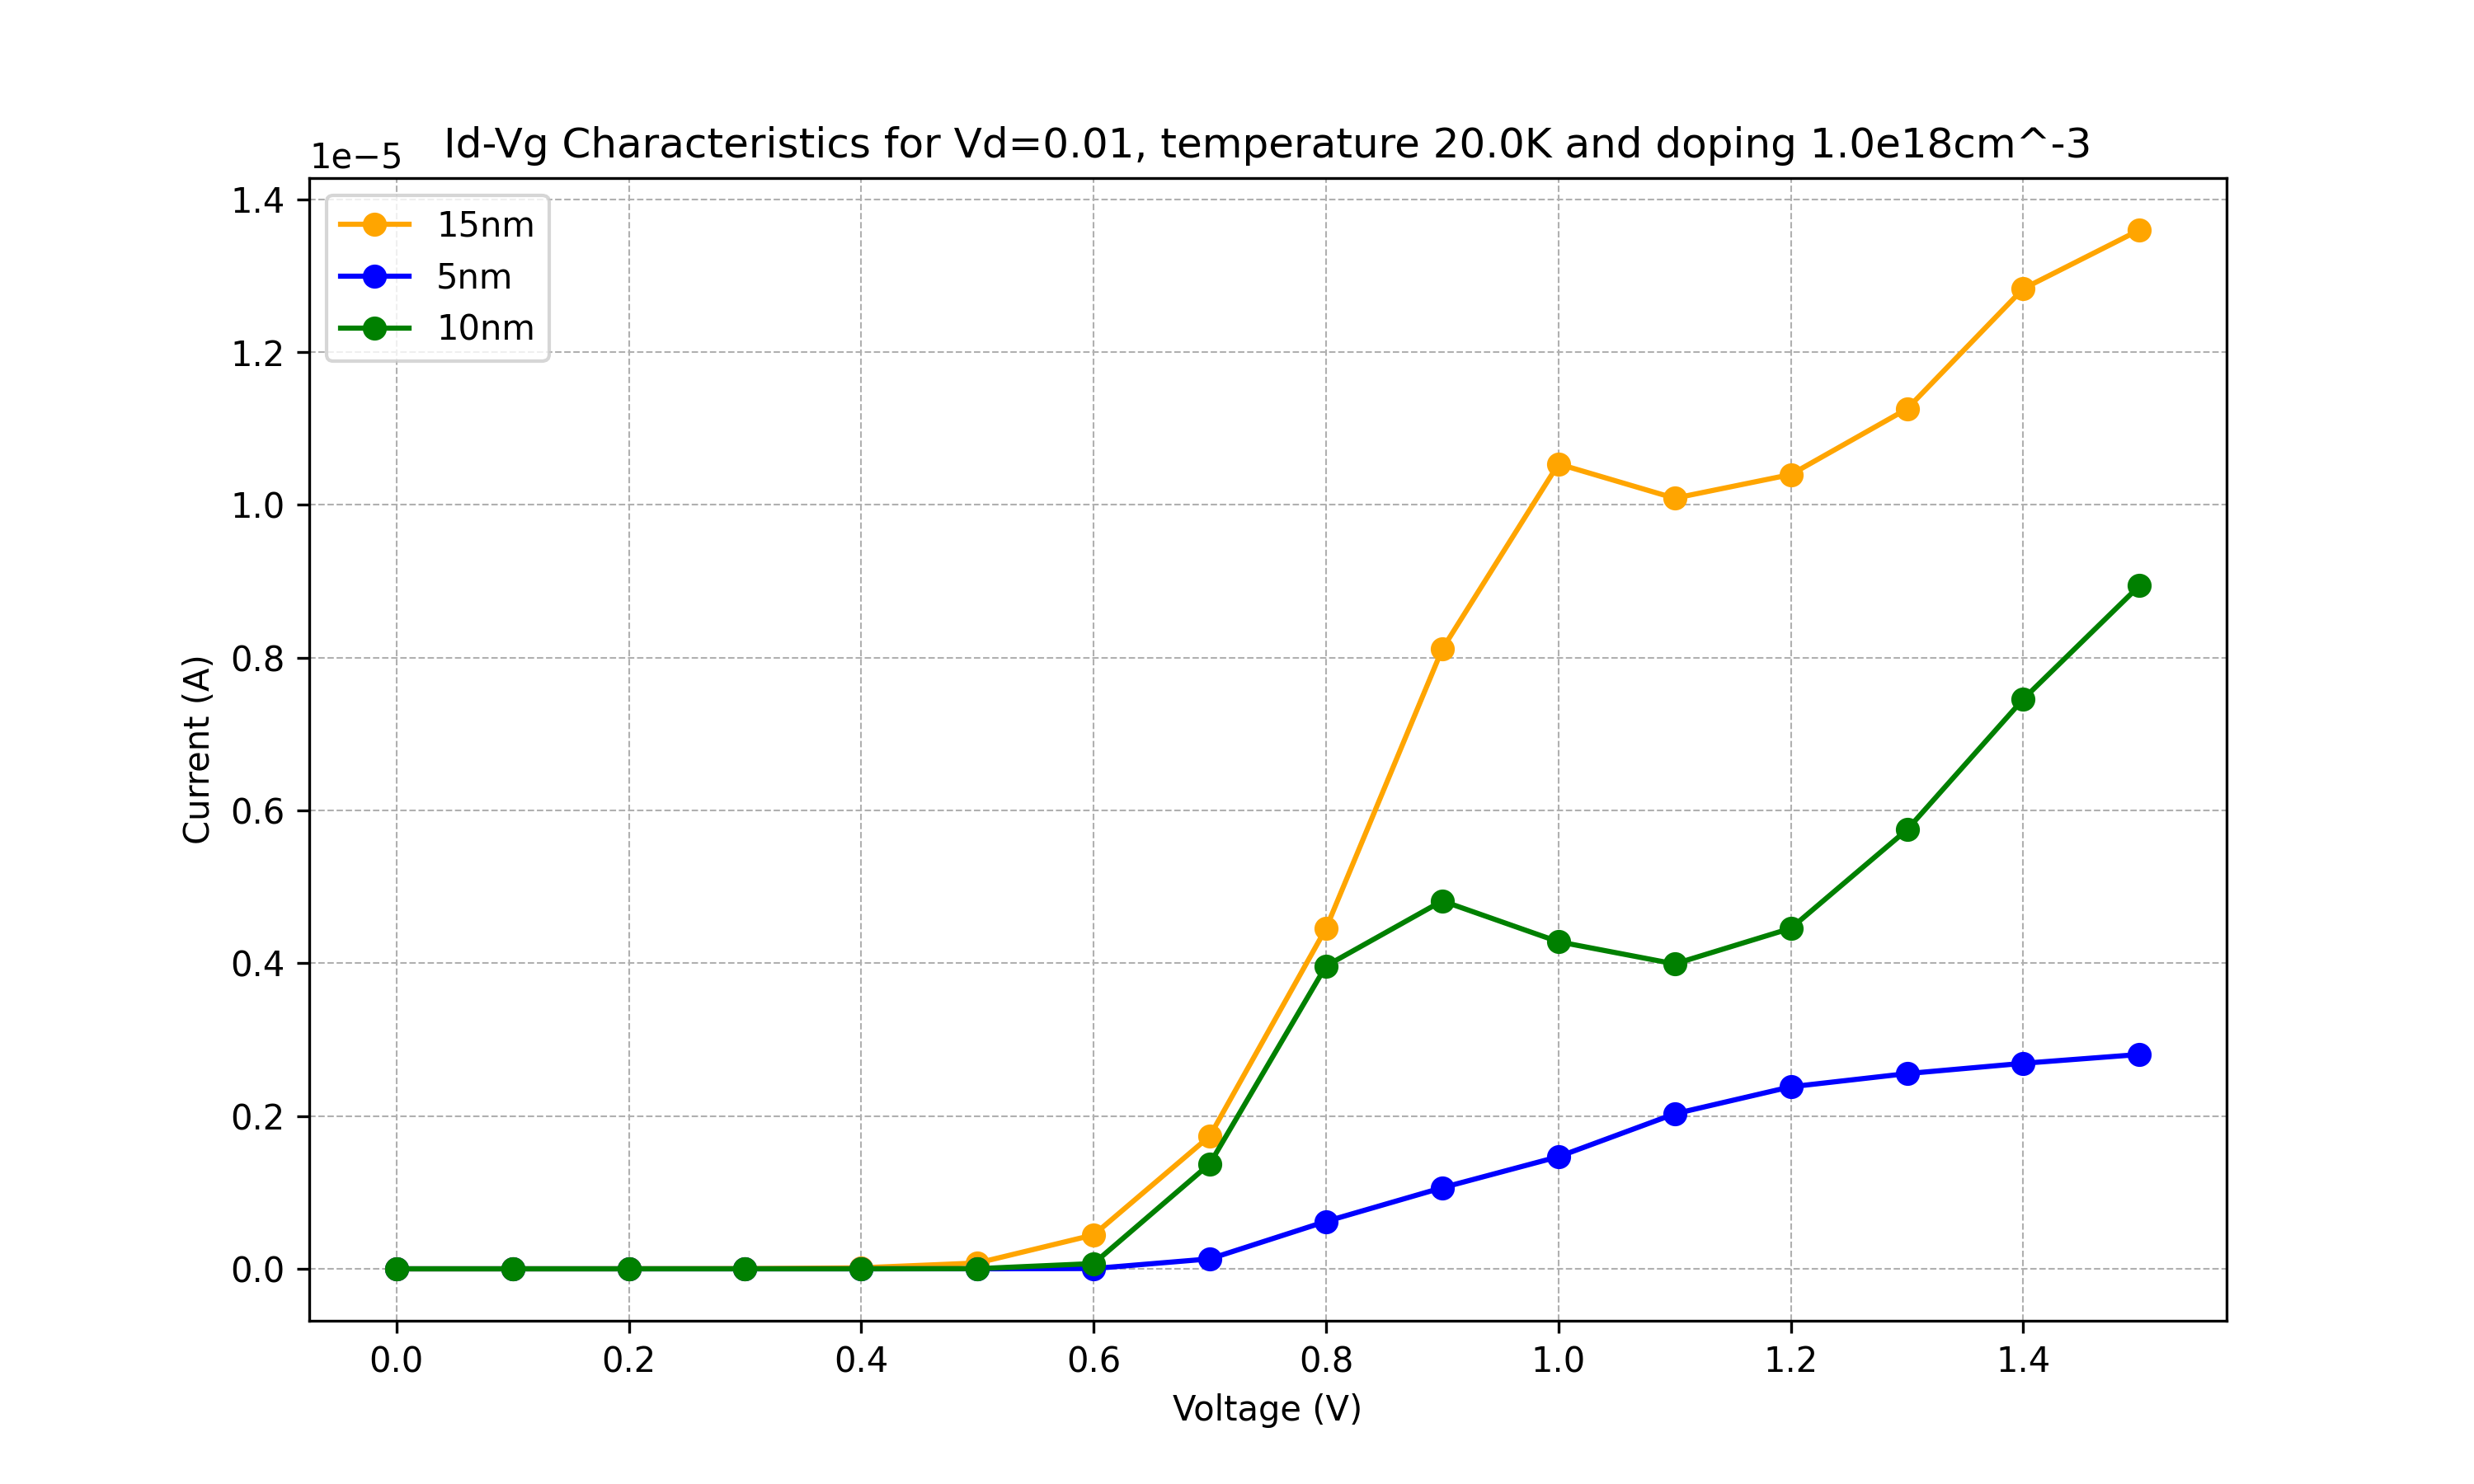 Id-Vg Characteristics for Vd=0.01, temperature 20.0K and doping 1.0e18cm^-3
1e−5
15nm
5nm
10nm
1.4
1.2
1.0
0.8
0.6
0.4
0.2
0.0
Current (A)
0.0 0.2 0.4 0.6 0.8 1.0 1.2 1.4
Voltage (V)